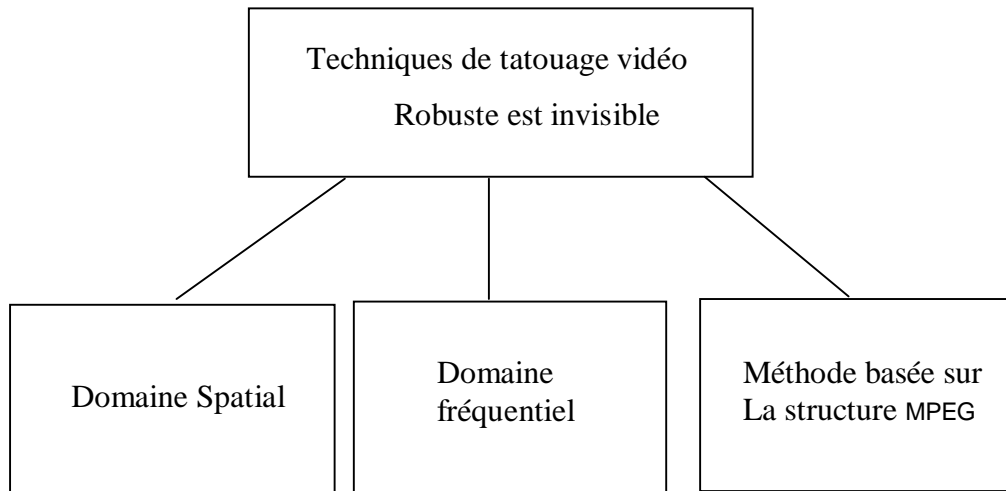 Techniques de tatouage vidéo
Robuste est invisible
Domaine Spatial
Domaine
fréquentiel
Méthode basée sur
La structure MPEG